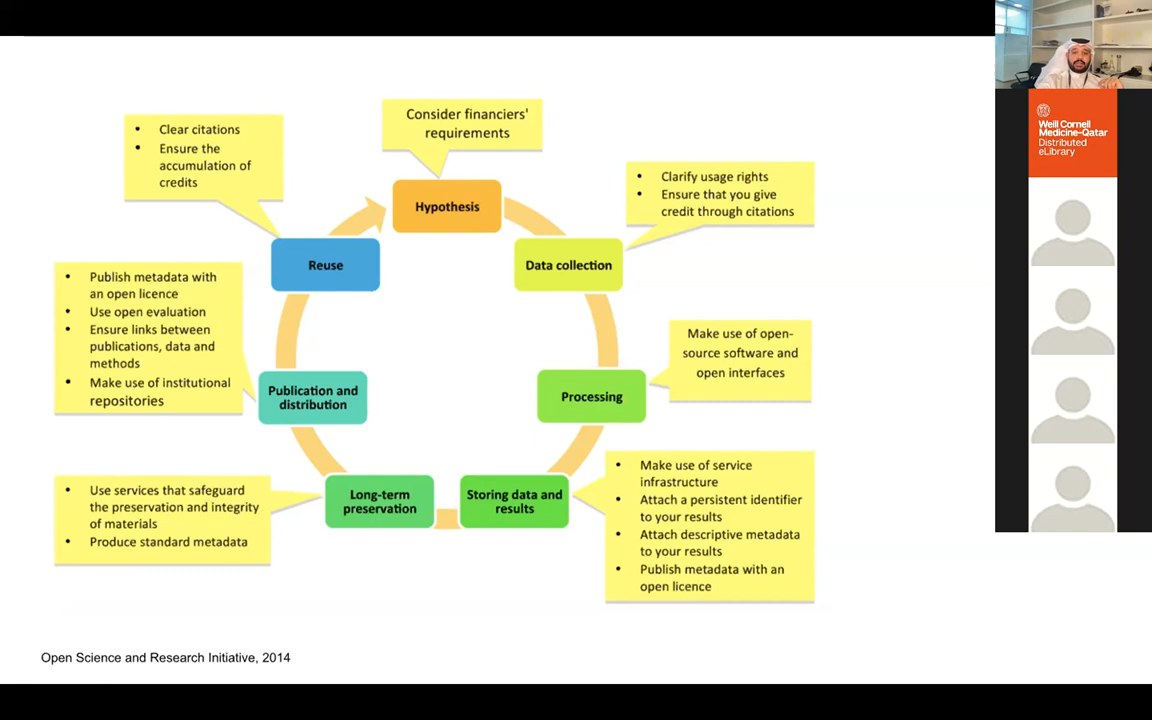 Consider financiers'
requirements
Hypothesis
Clarify usage rights
Ensure that you give
credit through citations
Data collection
Make use of open-
source software and
open interfaces
Processing
Make use of service
infrastructure
Attach a persistent identifier
to your results
Attach descriptive metadata
to your results
Publish metadata with an
open licence
Storing data and
results
Use services that safeguard
the preservation and integrity
of materials
Produce standard metadata
Long-term
preservation
Publish metadata with
an open licence
Use open evaluation
Ensure links between
publications, data and
methods
Make use of institutional
repositories
Publication and
distribution
Clear citations
Ensure the
accumulation of
credits
Reuse
Open Science and Research Initiative, 2014
Weill Cornell
Medicine-Qatar
Distributed
eLibrary